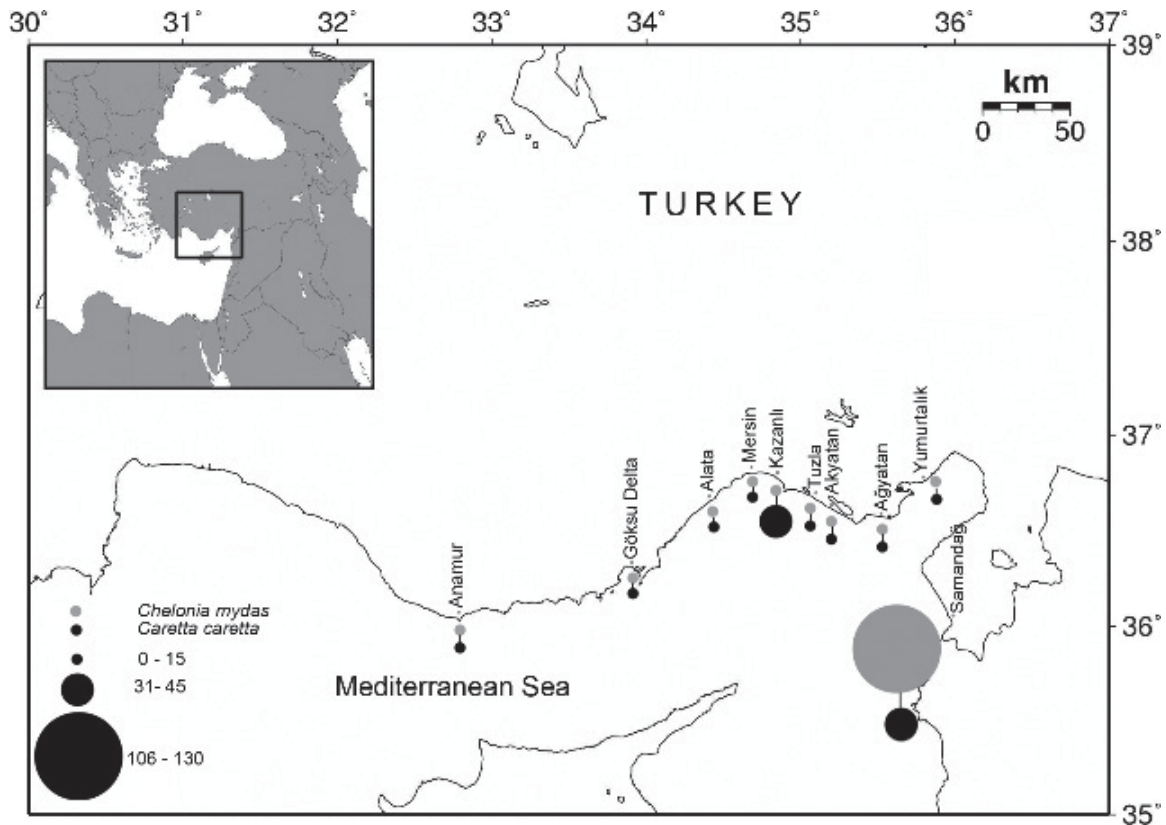 30° 31° 32° 33° 34° 35° 36° 37°
39°
km
0 50
TURKEY
38°
37°
Anamur
Göksu Delta
Alata
Mersin
Kazanlı
Tuzla
Akyatan
Ağyatan
Yumurtalık
Samandağ
36°
Chelonia mydas
Caretta caretta
0 - 15
31- 45
106 - 130
Mediterranean Sea
35°